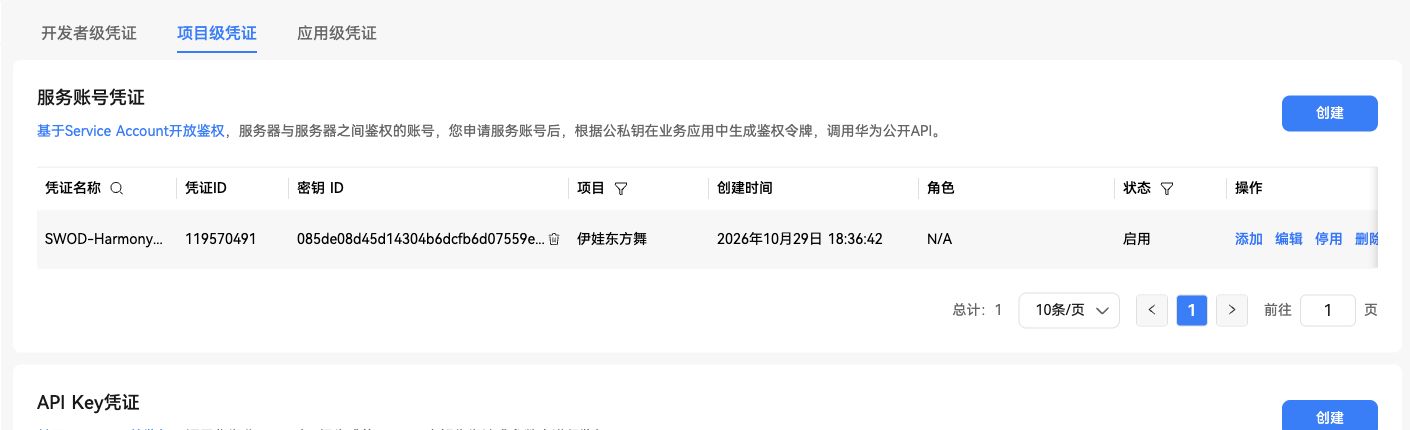 开发者级凭证 项目级凭证 应用级凭证
服务账号凭证
创建
基于Service Account开放鉴权，服务器与服务器之间鉴权的账号，您申请服务账号后，根据公私钥在业务应用中生成鉴权令牌，调用华为公开API。
凭证名称 凭证ID 密钥 ID 项目 创建时间 角色 状态 操作
SWOD-Harmony... 119570491 085de08d45d14304b6dcfb6d07559e... 伊娃东方舞 2026年10月29日 18:36:42 N/A 启用 添加 编辑 停用 删除
总计：1 10条/页 < 1 > 前往 1 页
API Key凭证
创建